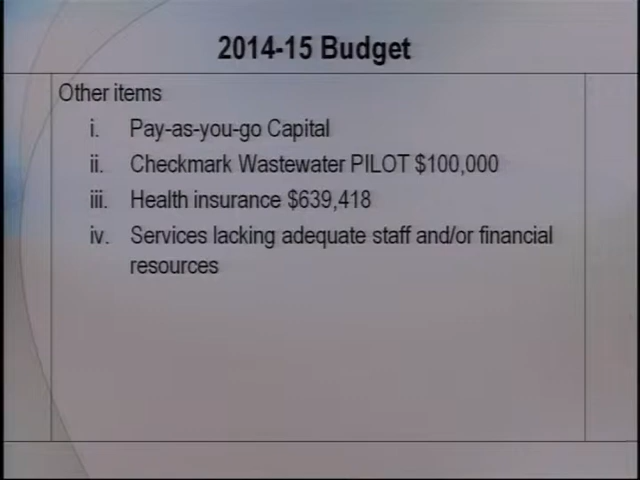 2014-15 Budget
Other items
i. Pay-as-you-go Capital
ii. Checkmark Wastewater PILOT $100,000
iii. Health insurance $639,418
iv. Services lacking adequate staff and/or financial
resources